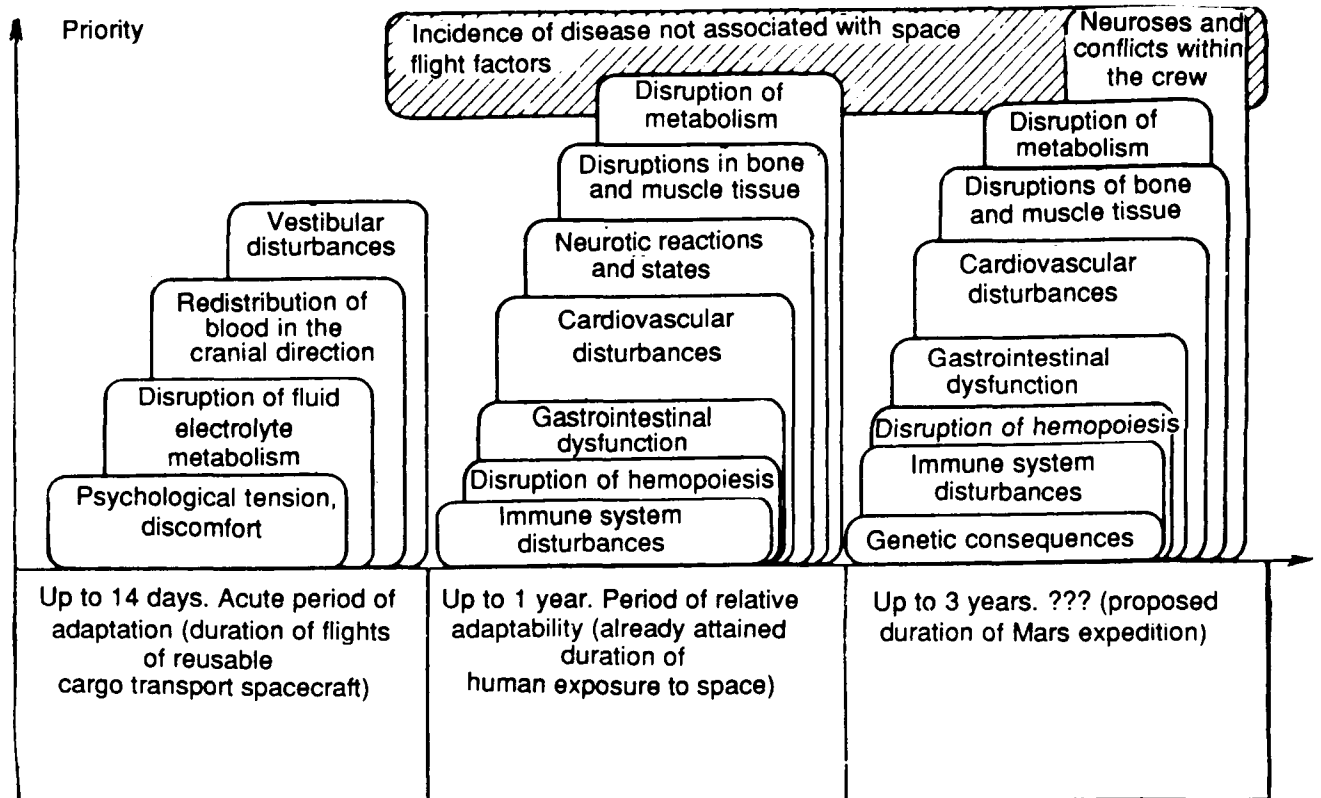 Priority
Incidence of disease not associated with space
flight factors
Vestibular
disturbances
Redistribution of
blood in the
cranial direction
Disruption of fluid
electrolyte
metabolism
Psychological tension,
discomfort
Disruption of
metabolism
Disruptions in bone
and muscle tissue
Neurotic reactions
and states
Cardiovascular
disturbances
Gastrointestinal
dysfunction
Disruption of hemopoiesis
Immune system
disturbances
Neuroses and
conflicts within
the crew
Disruption of
metabolism
Disruptions of bone
and muscle tissue
Cardiovascular
disturbances
Gastrointestinal
dysfunction
Disruption of hemopoiesis
Immune system
disturbances
Genetic consequences
Up to 14 days. Acute period of
adaptation (duration of flights
of reusable
cargo transport spacecraft)
Up to 1 year. Period of relative
adaptability (already attained
duration of
human exposure to space)
Up to 3 years. ??? (proposed
duration of Mars expedition)